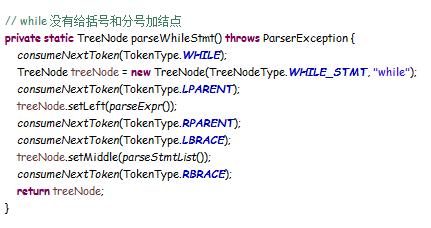 // while 没有给括号和分号加结点
private static TreeNode parseWhileStmt() throws ParserException {
consumeNextToken(TokenType.WHILE);
TreeNode treeNode = new TreeNode(TreeNodeType.WHILE_STMT, "while");
consumeNextToken(TokenType.LPARENT);
treeNode.setLeft(parseExpr());
consumeNextToken(TokenType.RPARENT);
consumeNextToken(TokenType.LBRACE);
treeNode.setMiddle(parseStmtList());
consumeNextToken(TokenType.RBRACE);
return treeNode;
}